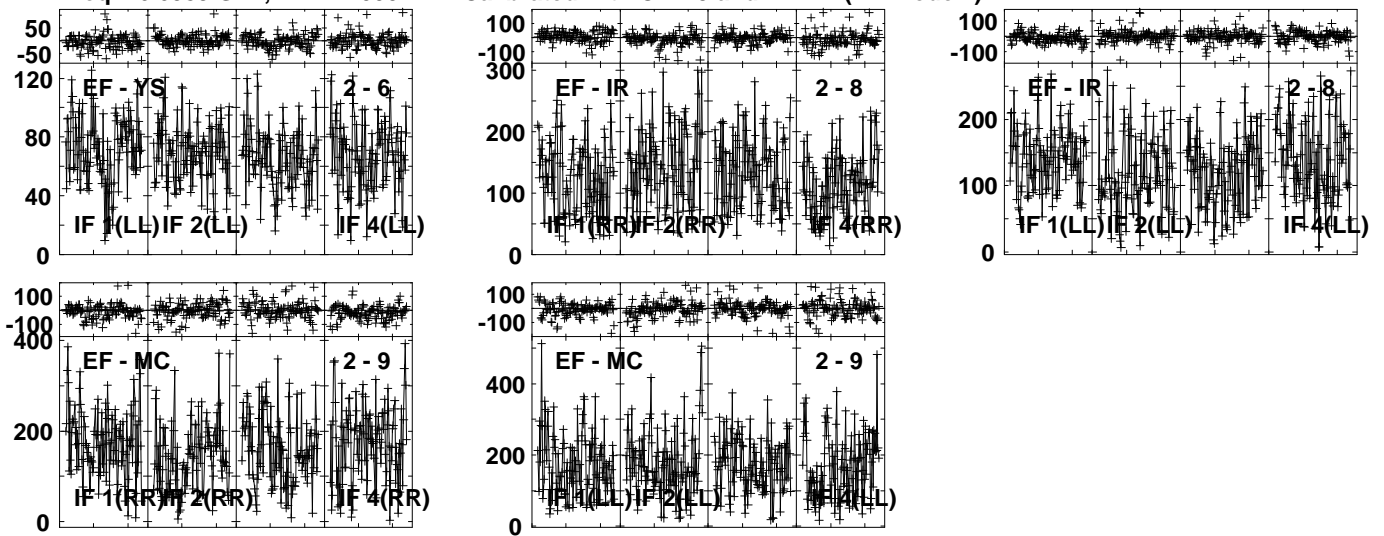 50
-50
120
80
40
0
EF - YS
2 - 6
IF 1(LL)
IF 2(LL)
IF 4(LL)
100
-100
300
200
100
0
EF - IR
2 - 8
IF 1(RR)
IF 2(RR)
IF 4(RR)
100
-100
200
100
0
EF - IR
2 - 8
IF 1(LL)
IF 2(LL)
IF 4(LL)
100
-100
400
200
0
EF - MC
2 - 9
IF 1(RR)
IF 2(RR)
IF 4(RR)
100
-100
400
200
0
EF - MC
2 - 9
IF 1(LL)
IF 2(LL)
IF 4(LL)